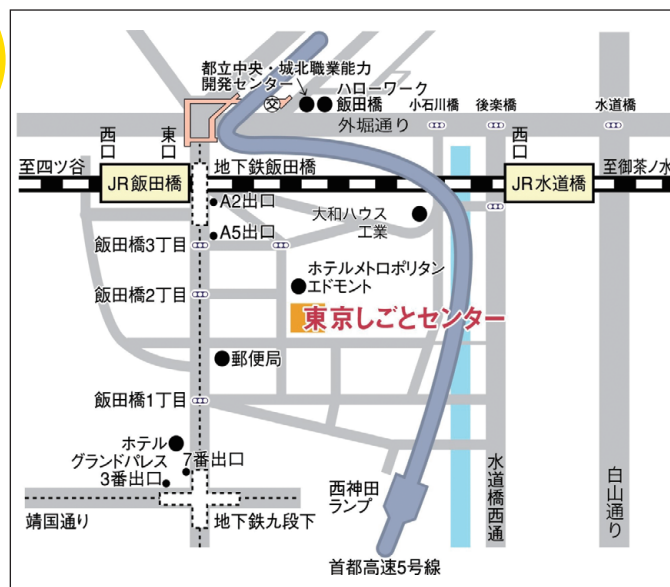 都立中央・城北職業能力
開発センター
ハローワーク
飯田橋
小石川橋
後楽橋
水道橋
外堀通り
西口
東口
西口
至四ツ谷
JR飯田橋
地下鉄飯田橋
JR水道橋
至御茶ノ水
A2出口
大和ハウス
工業
A5出口
飯田橋3丁目
ホテルメトロポリタン
エドモント
飯田橋2丁目
東京しごとセンター
郵便局
飯田橋1丁目
ホテル
グランドパレス
7番出口
3番出口
西神田
ランプ
水道橋西通
白山通り
靖国通り
地下鉄九段下
首都高速5号線